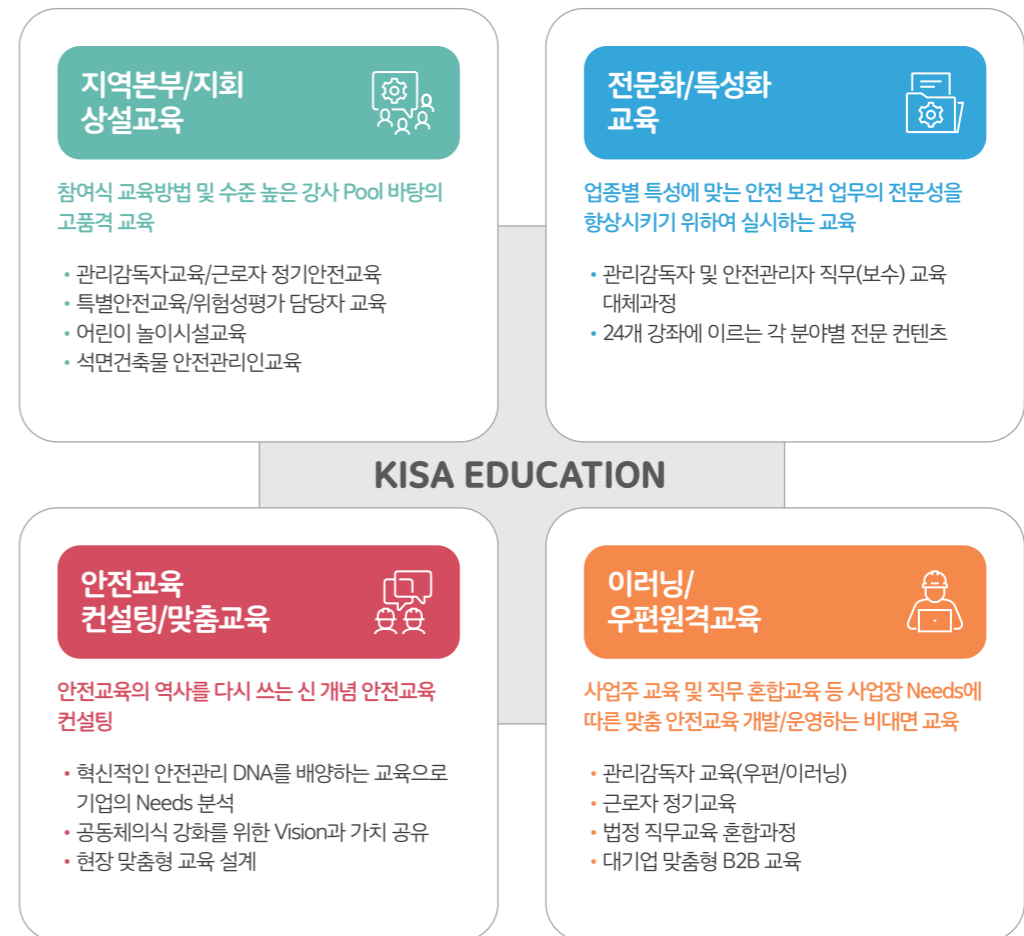 지역본부/지회
상설교육
참여식 교육방법 및 수준 높은 강사 Pool 바탕의
고품격 교육
• 관리감독자교육/근로자 정기안전교육
• 특별안전교육/위험성평가 담당자 교육
• 어린이 놀이시설교육
• 석면건축물 안전관리인교육
전문화/특성화
교육
업종별 특성에 맞는 안전 보건 업무의 전문성을
향상시키기 위하여 실시하는 교육
• 관리감독자 및 안전관리자 직무(보수) 교육
대체과정
• 24개 강좌에 이르는 각 분야별 전문 컨텐츠
KISA EDUCATION
안전교육
컨설팅/맞춤교육
안전교육의 역사를 다시 쓰는 신 개념 안전교육
컨설팅
• 혁신적인 안전관리 DNA를 배양하는 교육으로
기업의 Needs 분석
• 공동체의식 강화를 위한 Vision과 가치 공유
• 현장 맞춤형 교육 설계
이러닝/
우편원격교육
사업주 교육 및 직무 혼합교육 등 사업장 Needs에
따른 맞춤 안전교육 개발/운영하는 비대면 교육
• 관리감독자 교육(우편/이러닝)
• 근로자 정기교육
• 법정 직무교육 혼합과정
• 대기업 맞춤형 B2B 교육